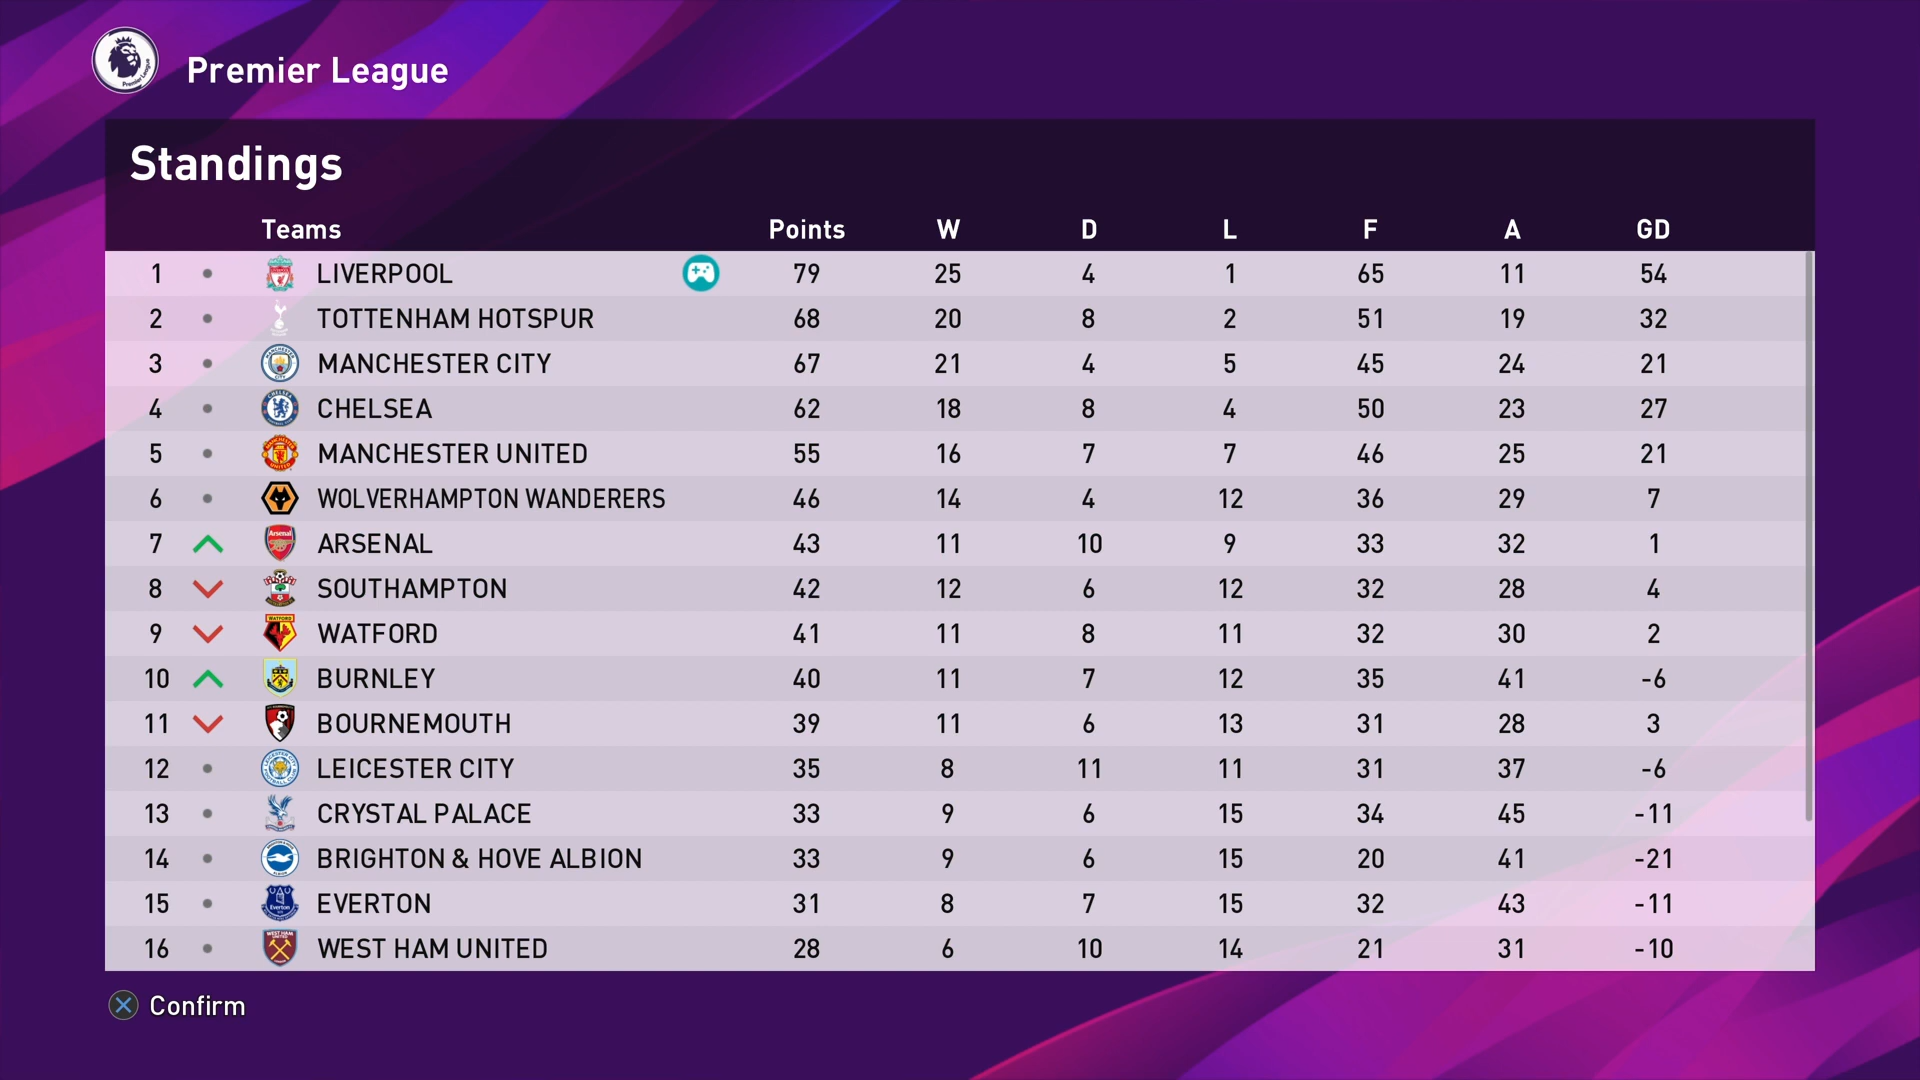 Premier League
Standings
Teams Points W D L F A GD
1 LIVERPOOL 79 25 4 1 65 11 54
2 TOTTENHAM HOTSPUR 68 20 8 2 51 19 32
3 MANCHESTER CITY 67 21 4 5 45 24 21
4 CHELSEA 62 18 8 4 50 23 27
5 MANCHESTER UNITED 55 16 7 7 46 25 21
6 WOLVERHAMPTON WANDERERS 46 14 4 12 36 29 7
7 ARSENAL 43 11 10 9 33 32 1
8 SOUTHAMPTON 42 12 6 12 32 28 4
9 WATFORD 41 11 8 11 32 30 2
10 BURNLEY 40 11 7 12 35 41 -6
11 BOURNEMOUTH 39 11 6 13 31 28 3
12 LEICESTER CITY 35 8 11 11 31 37 -6
13 CRYSTAL PALACE 33 9 6 15 34 45 -11
14 BRIGHTON & HOVE ALBION 33 9 6 15 20 41 -21
15 EVERTON 31 8 7 15 32 43 -11
16 WEST HAM UNITED 28 6 10 14 21 31 -10
Confirm